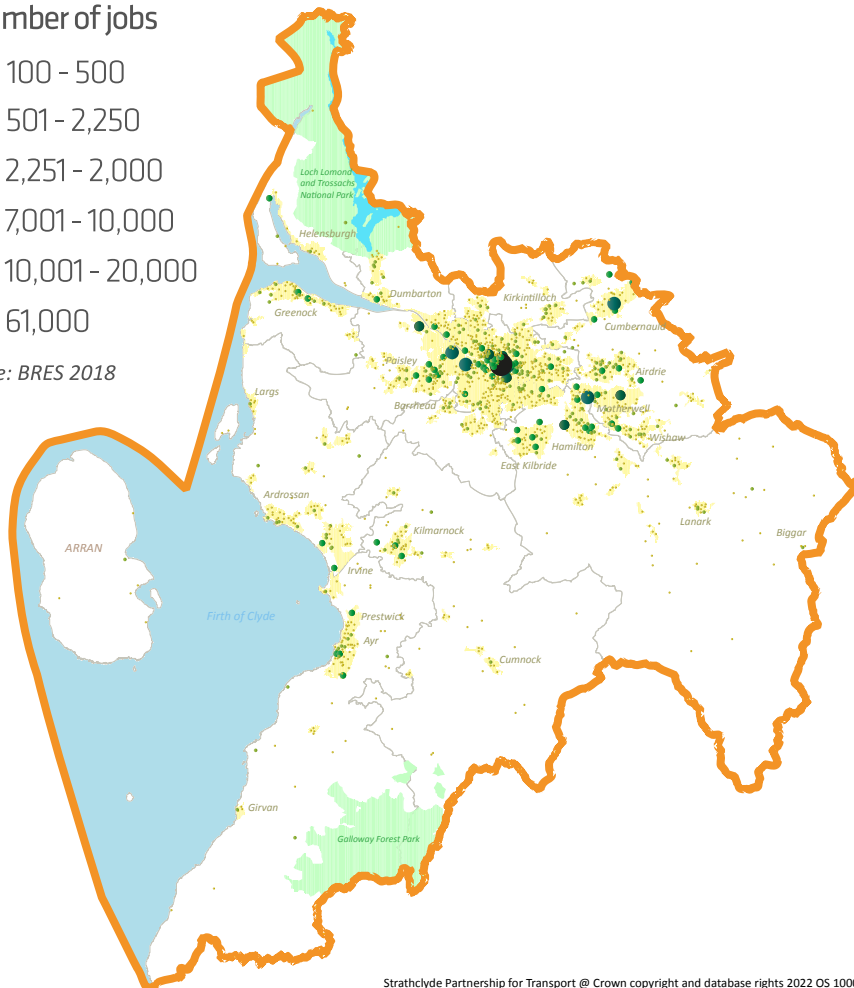 mber of jobs
100 - 500
501 - 2,250
2,251 - 2,000
7,001 - 10,000
10,001 - 20,000
61,000
e: BRES 2018
Loch Lomond
and Trossachs
National Park
Helensburgh
Dumbarton
Kirkintilloch
Greenock
Cumbernauld
Paisley
Airdrie
Largs
Barrhead
Motherwell
Wishaw
Hamilton
East Kilbride
Ardrossan
Lanark
Kilmarnock
Biggar
ARRAN
Irvine
Firth of Clyde
Prestwick
Ayr
Cumnock
Girvan
Galloway Forest Park
Strathclyde Partnership for Transport @ Crown copyright and database rights 2022 OS 1000